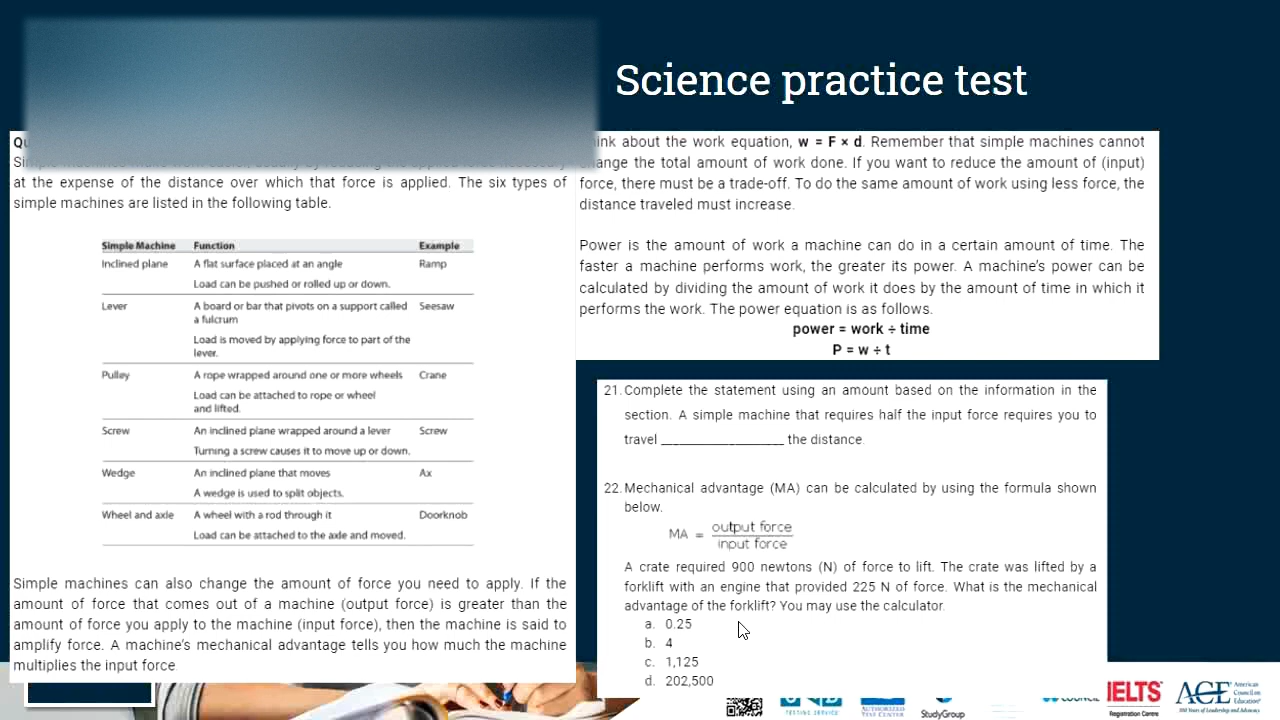 Science practice test
at the expense of the distance over which that force is applied. The six types of
simple machines are listed in the following table.
Simple Machine Function Example
Inclined plane A flat surface placed at an angle Ramp
Load can be pushed or rolled up or down.
Lever A board or bar that pivots on a support called Seesaw
a fulcrum
Load is moved by applying force to part of the
lever.
Pulley A rope wrapped around one or more wheels Crane
Load can be attached to rope or wheel
and lifted.
Screw An inclined plane wrapped around a lever Screw
Turning a screw causes it to move up or down.
Wedge An inclined plane that moves Ax
A wedge is used to split objects.
Wheel and axle A wheel with a rod through it Doorknob
Load can be attached to the axle and moved.
Simple machines can also change the amount of force you need to apply. If the
amount of force that comes out of a machine (output force) is greater than the
amount of force you apply to the machine (input force), then the machine is said to
amplify force. A machine's mechanical advantage tells you how much the machine
multiplies the input force.
about the work equation, w = F × d. Remember that simple machines cannot
the total amount of work done. If you want to reduce the amount of (input)
force, there must be a trade-off. To do the same amount of work using less force, the
distance traveled must increase.
Power is the amount of work a machine can do in a certain amount of time. The
faster a machine performs work, the greater its power. A machine's power can be
calculated by dividing the amount of work it does by the amount of time in which it
performs the work. The power equation is as follows.
power = work ÷ time
P = w ÷ t
21. Complete the statement using an amount based on the information in the
section. A simple machine that requires half the input force requires you to
travel ____________________ the distance.
22. Mechanical advantage (MA) can be calculated by using the formula shown
below.
MA = output force
input force
A crate required 900 newtons (N) of force to lift. The crate was lifted by a
forklift with an engine that provided 225 N of force. What is the mechanical
advantage of the forklift? You may use the calculator.
a. 0.25
b. 4
c. 1,125
d. 202,500
TESTING SERVICE
AUTHORIZED
TEST CENTER
StudyGroup
IELTS
Registration Centre
ACE
American
Council on
Education